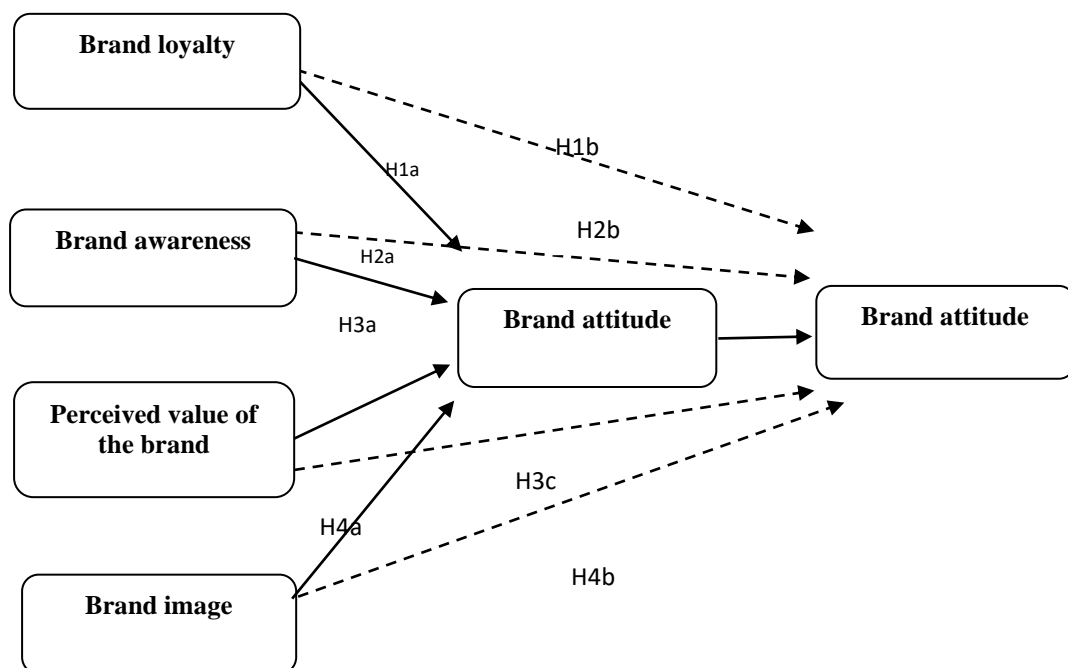 Brand loyalty
H1b
H1a
Brand awareness
H2b
H2a
H3a
Brand attitude
Brand attitude
Perceived value of
the brand
H3c
H4a
H4b
Brand image